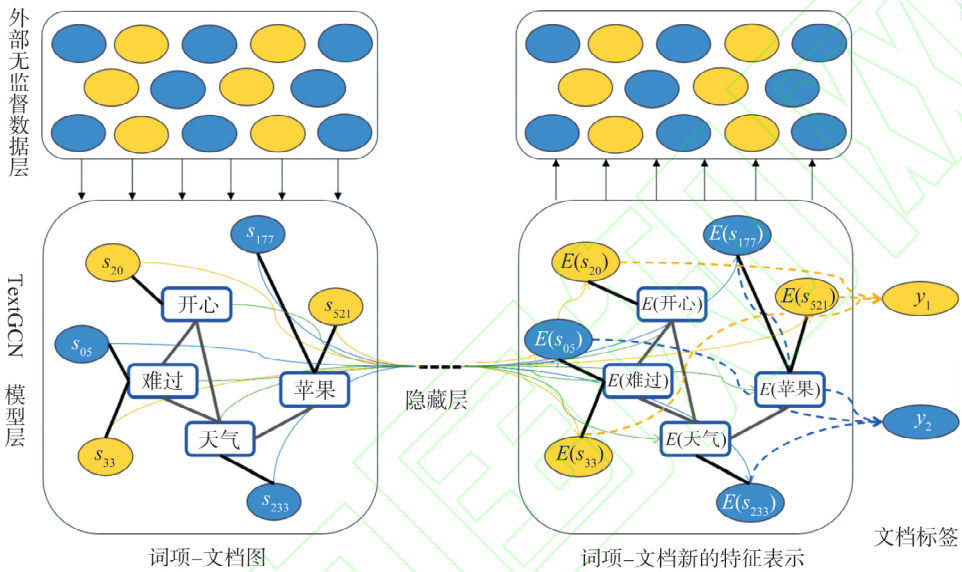 外部无监督数据层
TextGCN 模型层
s177
s20
开心
s521
s05
难过
苹果
天气
s33
s233
隐藏层
E(s177)
E(s20)
E(开心)
E(s521)
y1
E(s05)
E(难过)
E(苹果)
y2
E(天气)
E(s33)
E(s233)
文档标签
词项-文档图
词项-文档新的特征表示